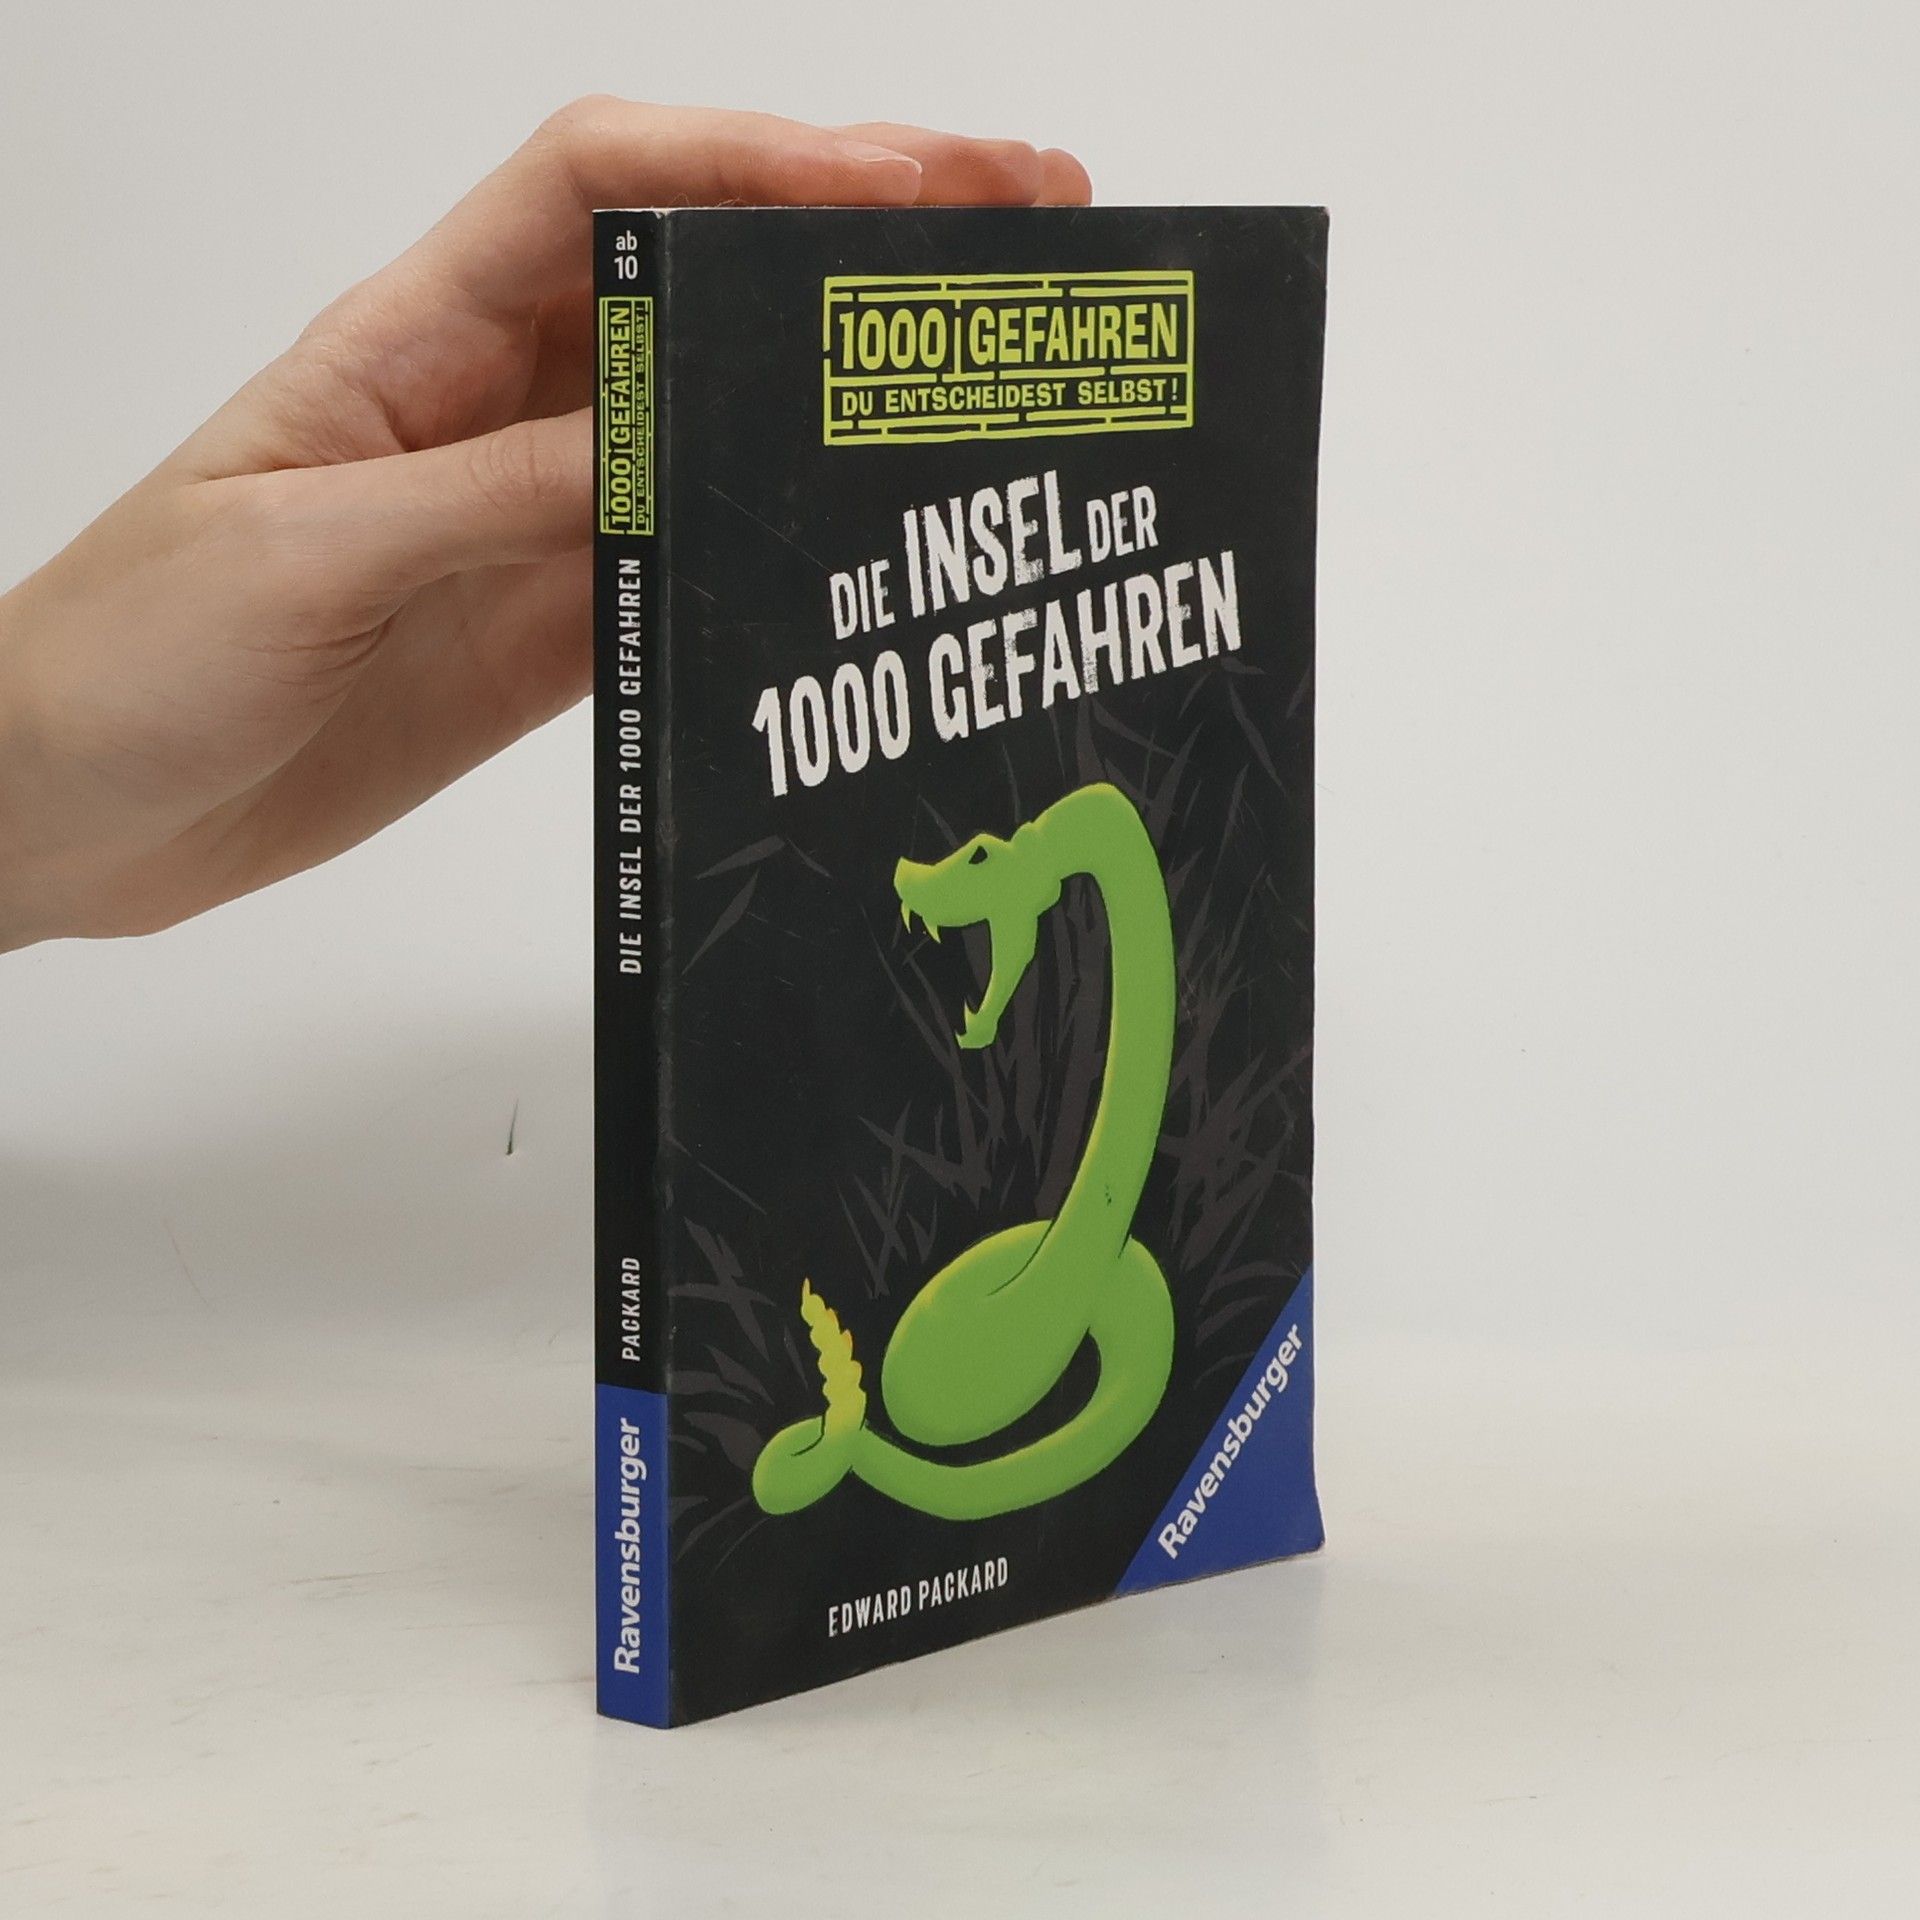 ab
10
1000 GEFAHREN
DU ENTSCHEIDEST SELBST!
DIE INSEL DER 1000 GEFAHREN
PACKARD
Ravensburger
1000 GEFAHREN
DU ENTSCHEIDEST SELBST!
DIE INSEL DER
1000 GEFAHREN
EDWARD PACKARD
Ravensburger